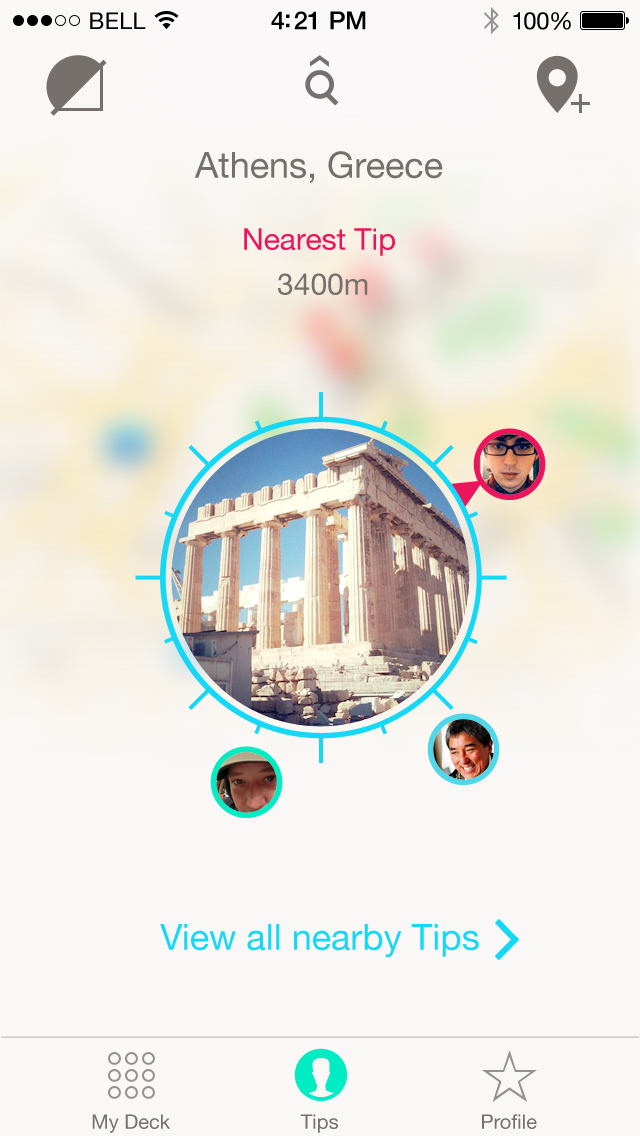 BELL 4:21 PM 100%
Athens, Greece
Nearest Tip
3400m
View all nearby Tips
My Deck Tips Profile